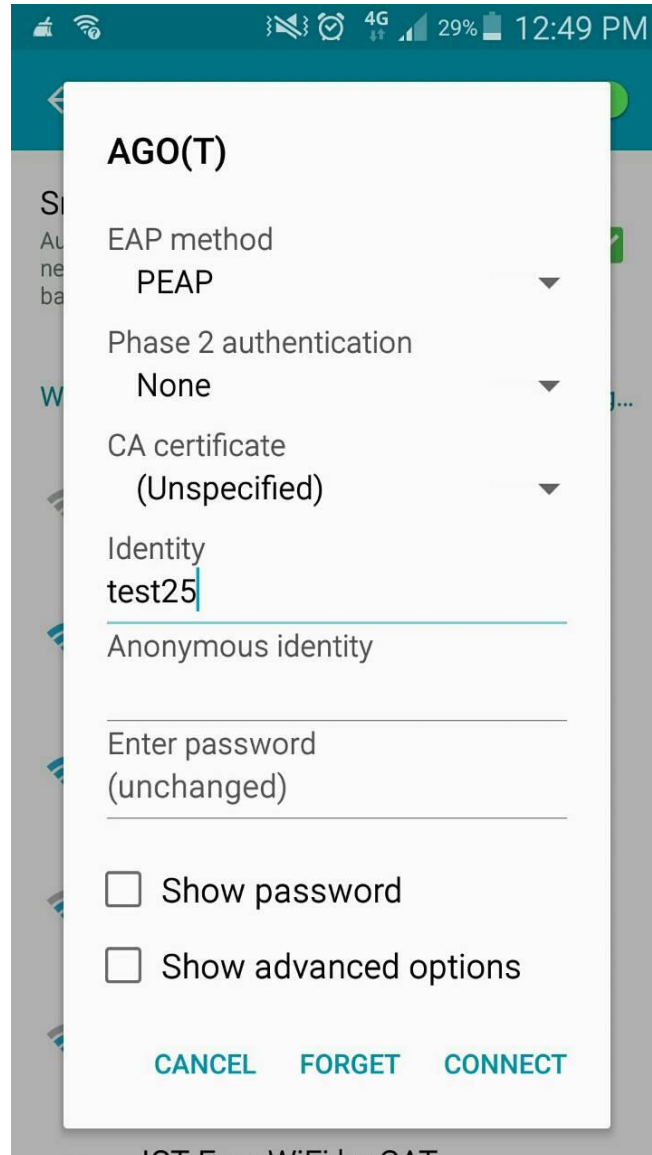 4G 29% 12:49 PM
AGO(T)
EAP method
PEAP
Phase 2 authentication
None
CA certificate
(Unspecified)
Identity
test25
Anonymous identity
Enter password
(unchanged)
Show password
Show advanced options
CANCEL FORGET CONNECT